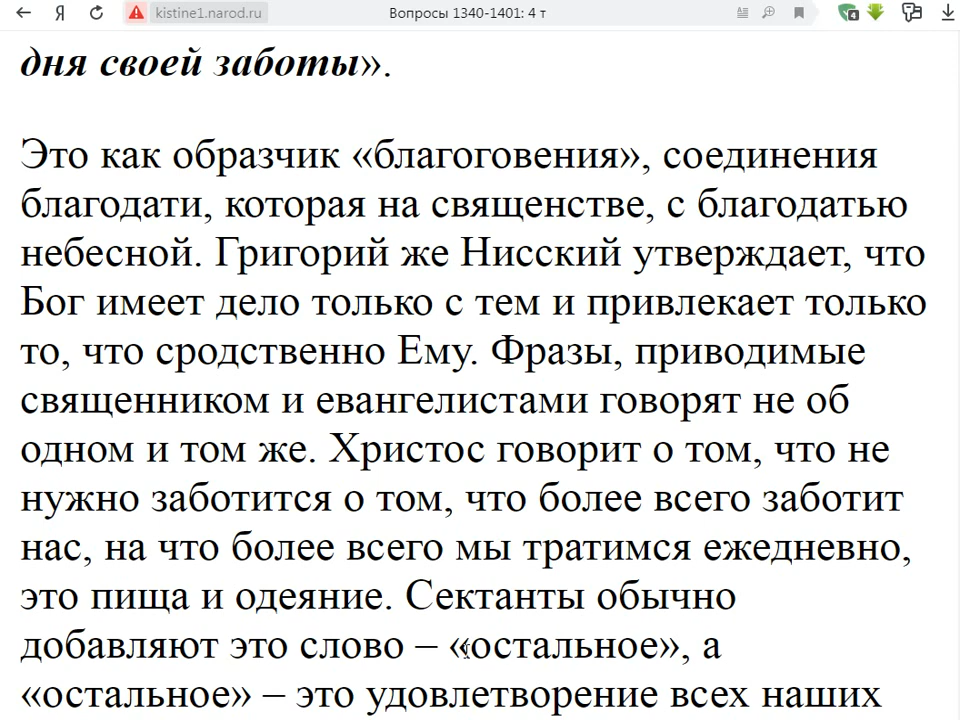 kistine1.narod.ru
Вопросы 1340-1401: 4 т
4
дня своей заботы».
Это как образчик «благоговения», соединения
благодати, которая на священстве, с благодатью
небесной. Григорий же Нисский утверждает, что
Бог имеет дело только с тем и привлекает только
то, что сродственно Ему. Фразы, приводимые
священником и евангелистами говорят не об
одном и том же. Христос говорит о том, что не
нужно заботится о том, что более всего заботит
нас, на что более всего мы тратимся ежедневно,
это пища и одеяние. Сектанты обычно
добавляют это слово – «остальное», а
«остальное» – это удовлетворение всех наших